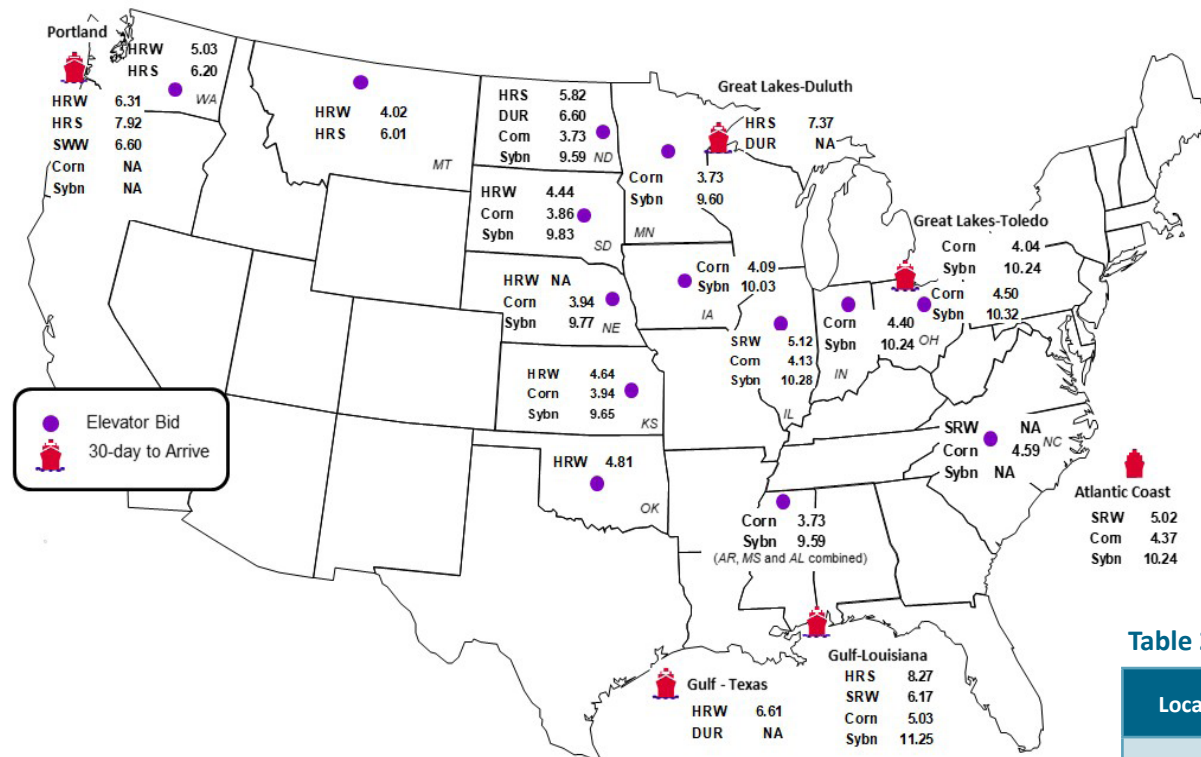 Portland
HRW 5.03
HRS 6.20
WA
HRW 6.31
HRS 7.92
SWW 6.60
Corn NA
Sybn NA
HRW 4.02
HRS 6.01
MT
HRS 5.82
DUR 6.60
Corn 3.73
Sybn 9.59
ND
HRW 4.44
Corn 3.86
Sybn 9.83
SD
HRW NA
Corn 3.94
Sybn 9.77
NE
HRW 4.64
Corn 3.94
Sybn 9.65
KS
HRW 4.81
OK
Great Lakes-Duluth
HRS 7.37
DUR NA
Corn 3.73
Sybn 9.60
MN
Corn 4.09
Sybn 10.03
IA
SRW 5.12
Corn 4.13
Sybn 10.28
IL
Great Lakes-Toledo
Corn 4.04
Sybn 10.24
Corn 4.50
Sybn 10.32
OH
Corn 4.40
Sybn 10.24
IN
SRW NA
Corn 4.59
Sybn NA
NC
Atlantic Coast
SRW 5.02
Corn 4.37
Sybn 10.24
Corn 3.73
Sybn 9.59
(AR, MS and AL combined)
Gulf-Louisiana
HRS 8.27
SRW 6.17
Corn 5.03
Sybn 11.25
Gulf - Texas
HRW 6.61
DUR NA
Elevator Bid
30-day to Arrive
Table
Loca